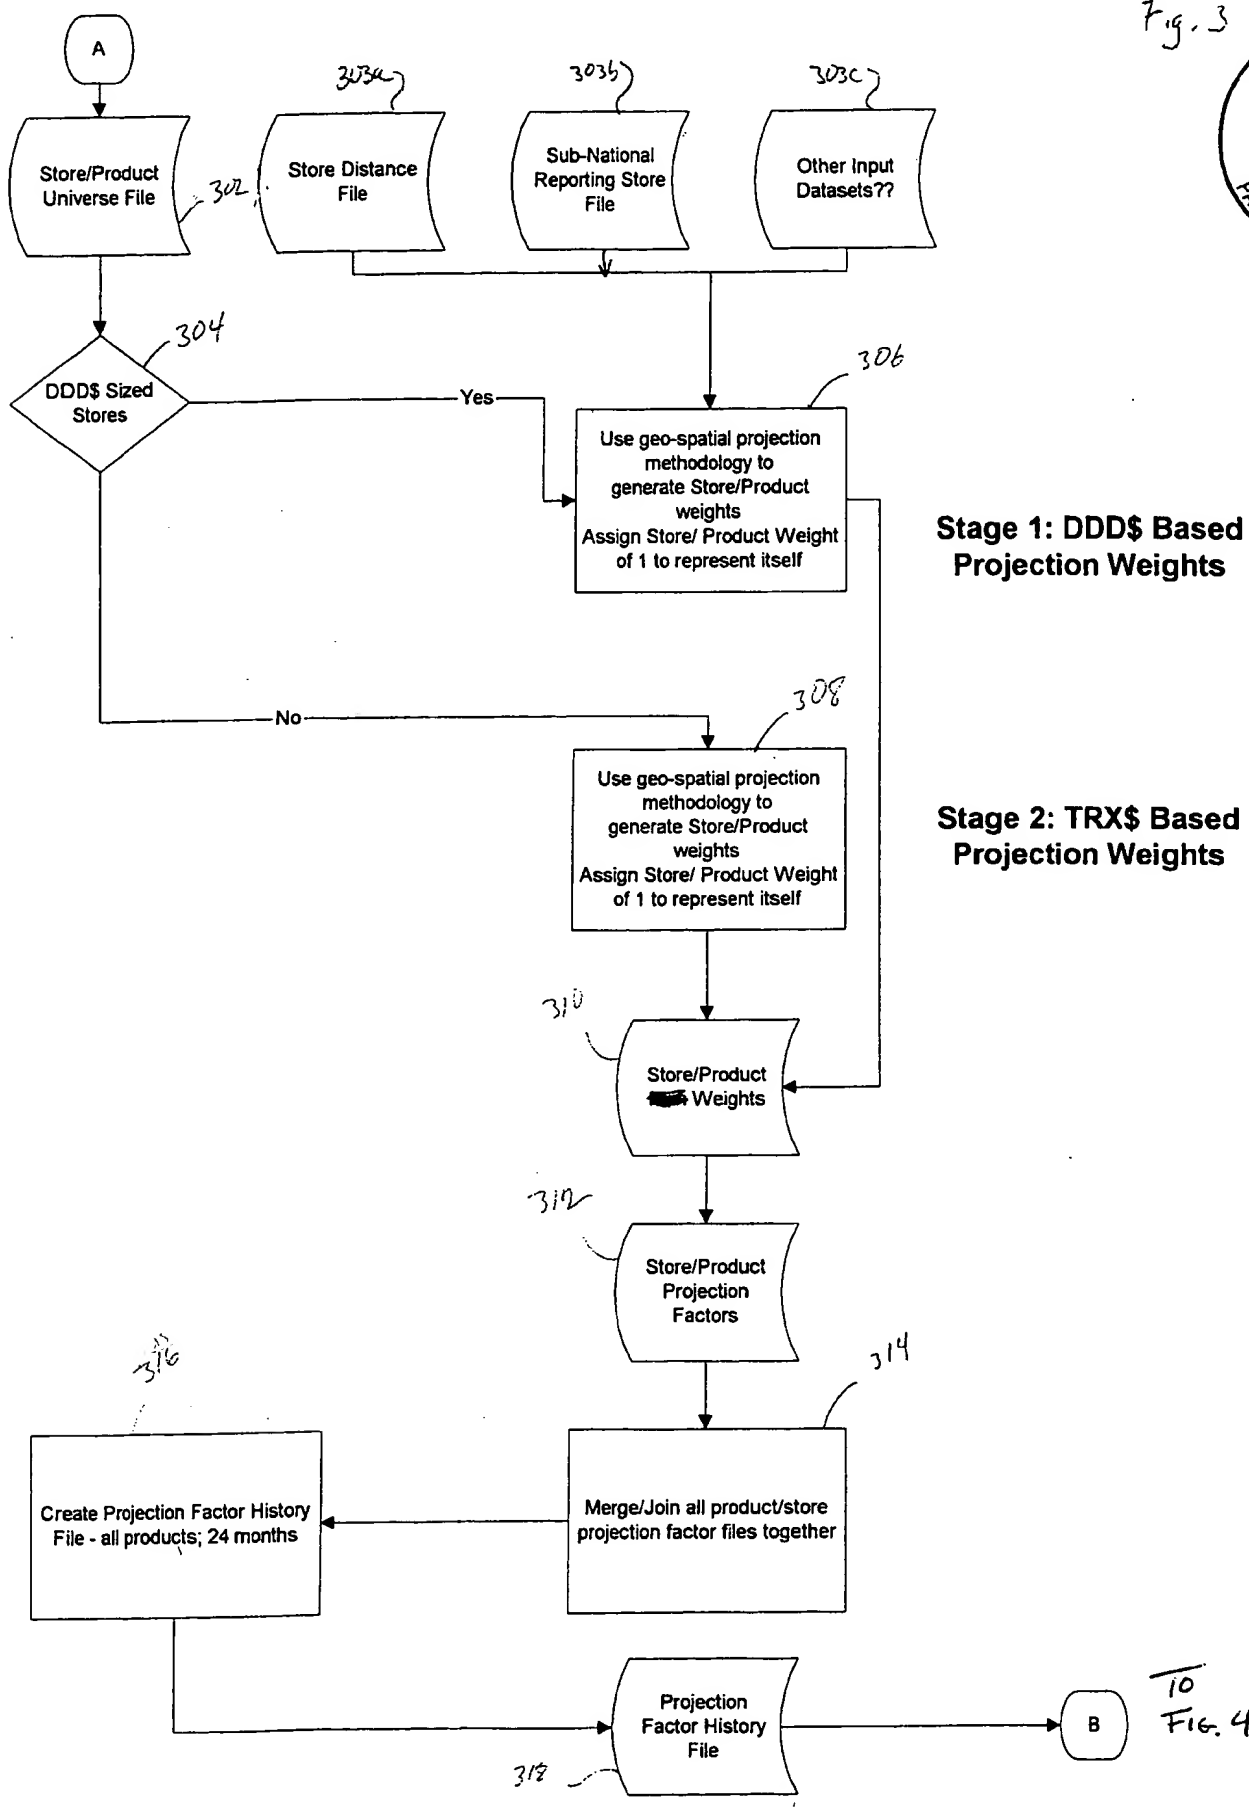 Fig. 3
A
303a
303b
303c
Store/Product
Universe File
302
Store Distance
File
Sub-National
Reporting Store
File
Other Input
Datasets??
304
DDD$ Sized
Stores
Yes
306
Use geo-spatial projection
methodology to
generate Store/Product
weights
Assign Store/ Product Weight
of 1 to represent itself
Stage 1: DDD$ Based
Projection Weights
No
308
Use geo-spatial projection
methodology to
generate Store/Product
weights
Assign Store/ Product Weight
of 1 to represent itself
Stage 2: TRX$ Based
Projection Weights
310
Store/Product
Weights
312
Store/Product
Projection
Factors
316
314
Create Projection Factor History
File - all products; 24 months
Merge/Join all product/store
projection factor files together
Projection
Factor History
File
318
B
TO
FIG. 4